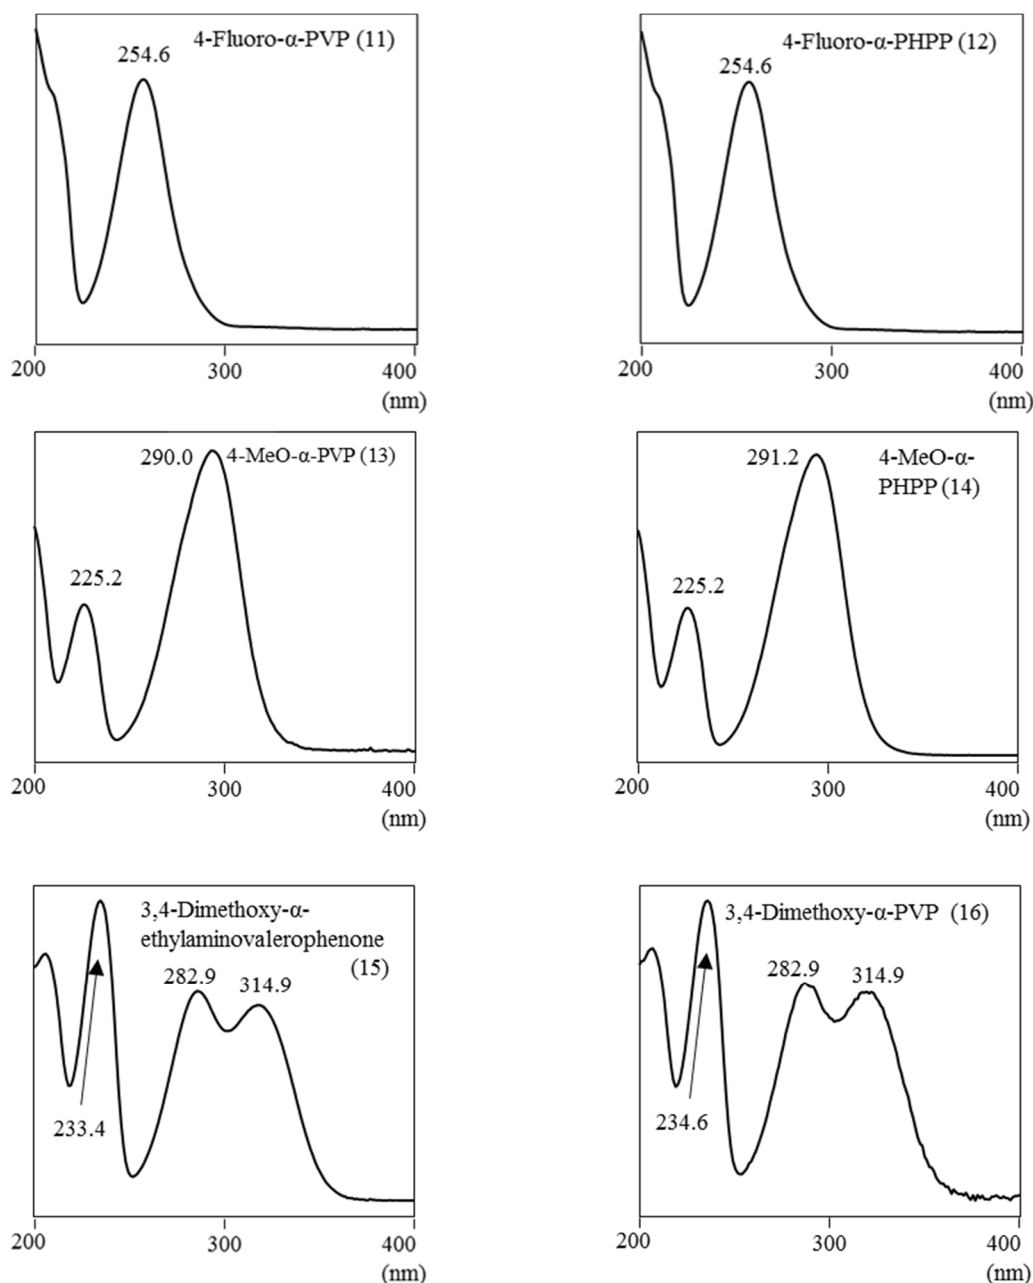 4-Fluoro-α-PVP (11)
254.6
200
300
400
(nm)
4-Fluoro-α-PHPP (12)
254.6
200
300
400
(nm)
4-MeO-α-PVP (13)
290.0
225.2
200
300
400
(nm)
4-MeO-α-
PHPP (14)
291.2
225.2
200
300
400
(nm)
3,4-Dimethoxy-α-
ethylaminovalerophenone
(15)
282.9
314.9
233.4
200
300
400
(nm)
3,4-Dimethoxy-α-PVP (16)
282.9
314.9
234.6
200
300
400
(nm)